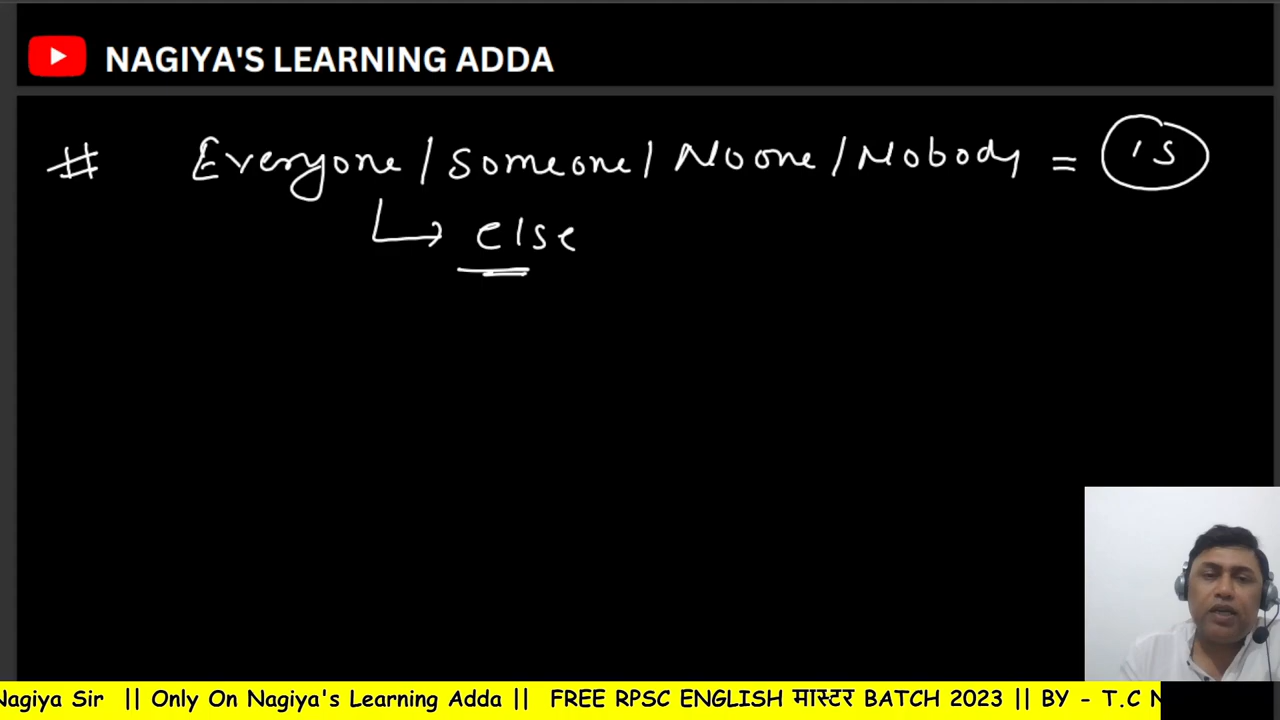 NAGIYA'S LEARNING ADDA
# Everyone / Someone / Noone / Nobody = is
else
Nagiya Sir || Only On Nagiya's Learning Adda || FREE RPSC ENGLISH मास्टर BATCH 2023 || BY - T.C N